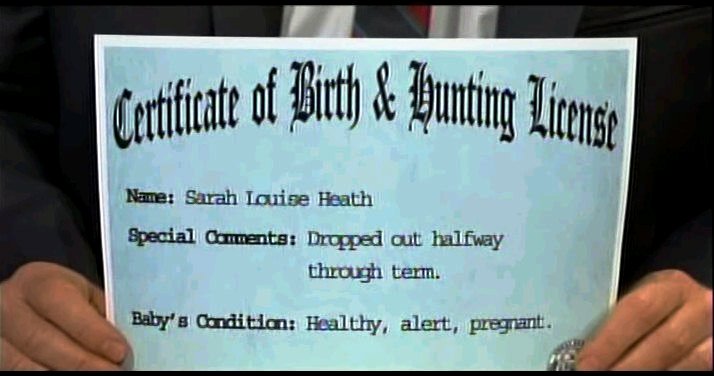 Certificate of Birth & Hunting License
Name: Sarah Louise Heath
Special Comments: Dropped out halfway
through term.
Baby's Condition: Healthy, alert, pregnant.